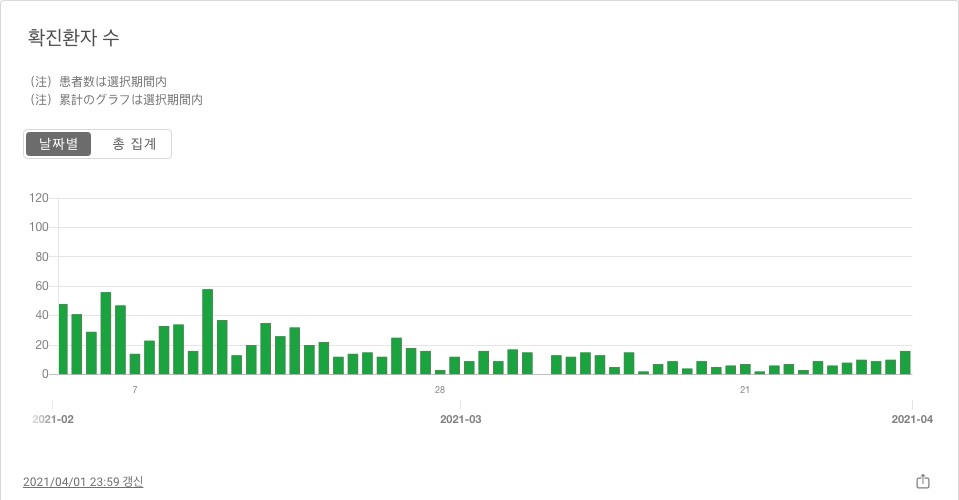 확진환자 수
（注）患者数は選択期間内
（注）累計のグラフは選択期間内
날짜별 총 집계
120
100
80
60
40
20
0
7 28 21
2021-02 2021-03 2021-04
2021/04/01 23:59 갱신